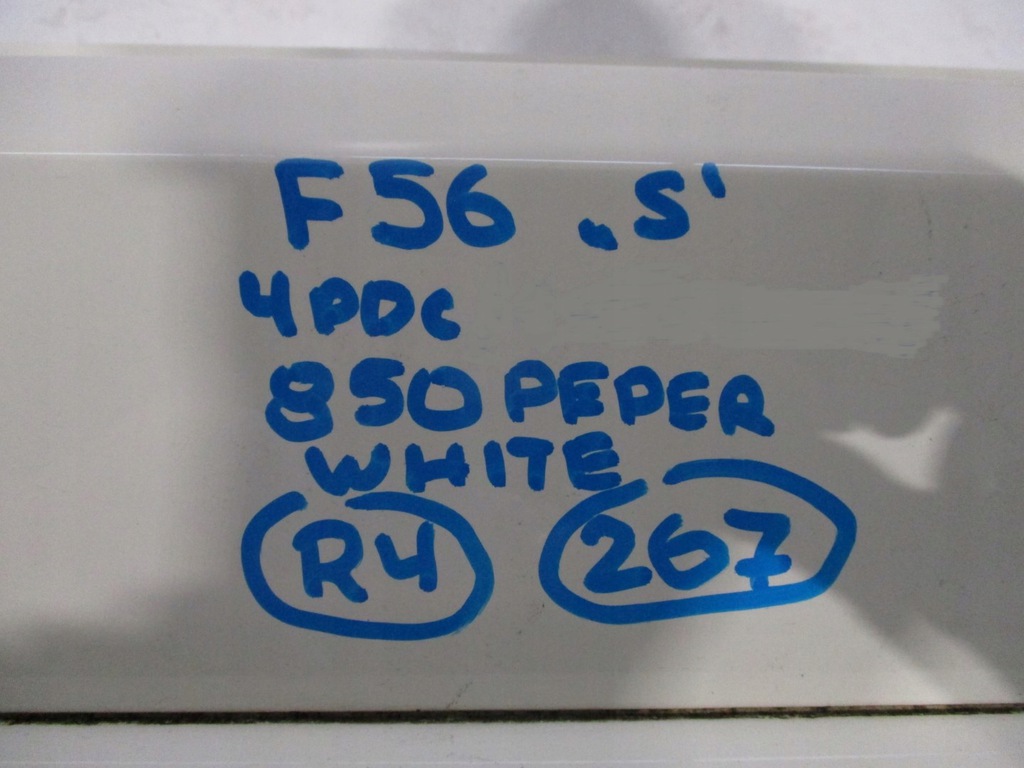 F56 .S'
4PDC
850 PEPER
WHITE
R4 267